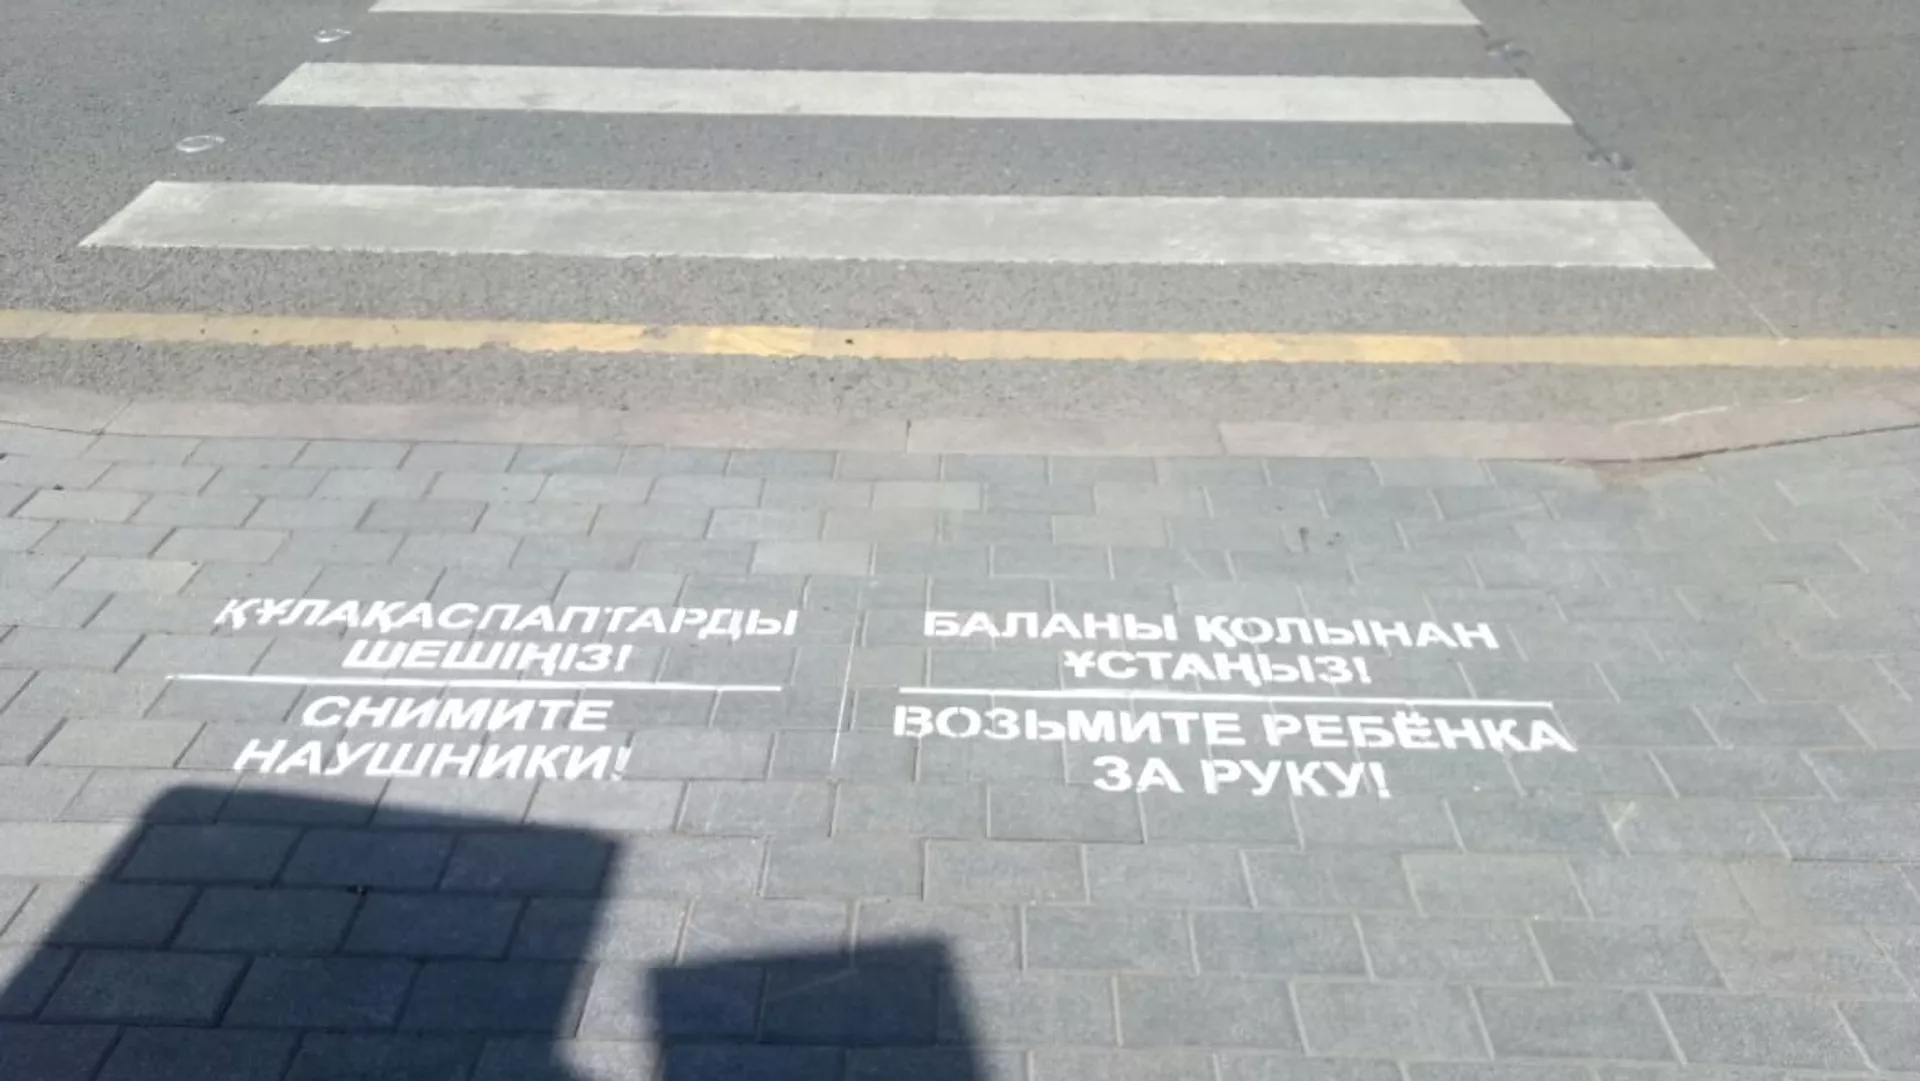 ҚҰЛАҚАСПАПТАРДЫ
ШЕШІҢІЗ!
СНИМИТЕ
НАУШНИКИ!
БАЛАНЫ ҚОЛЫНАН
ҰСТАҢЫЗ!
ВОЗЬМИТЕ РЕБЁНКА
ЗА РУКУ!